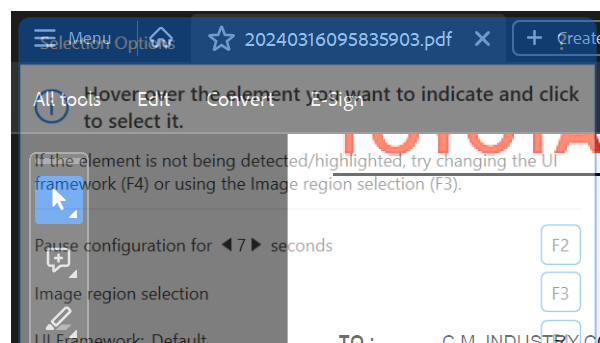 Menu
Selection Options
20240316095835903.pdf
Create
All tools
Edit
Convert
E-Sign
Hover over the element you want to indicate and click
to select it.
TOYOTA
If the element is not being detected/highlighted, try changing the UI
framework (F4) or using the Image region selection (F3).
Pause configuration for 7 seconds
F2
Image region selection
F3
UI Framework: Default
TO :
C.M. INDUSTRY CO